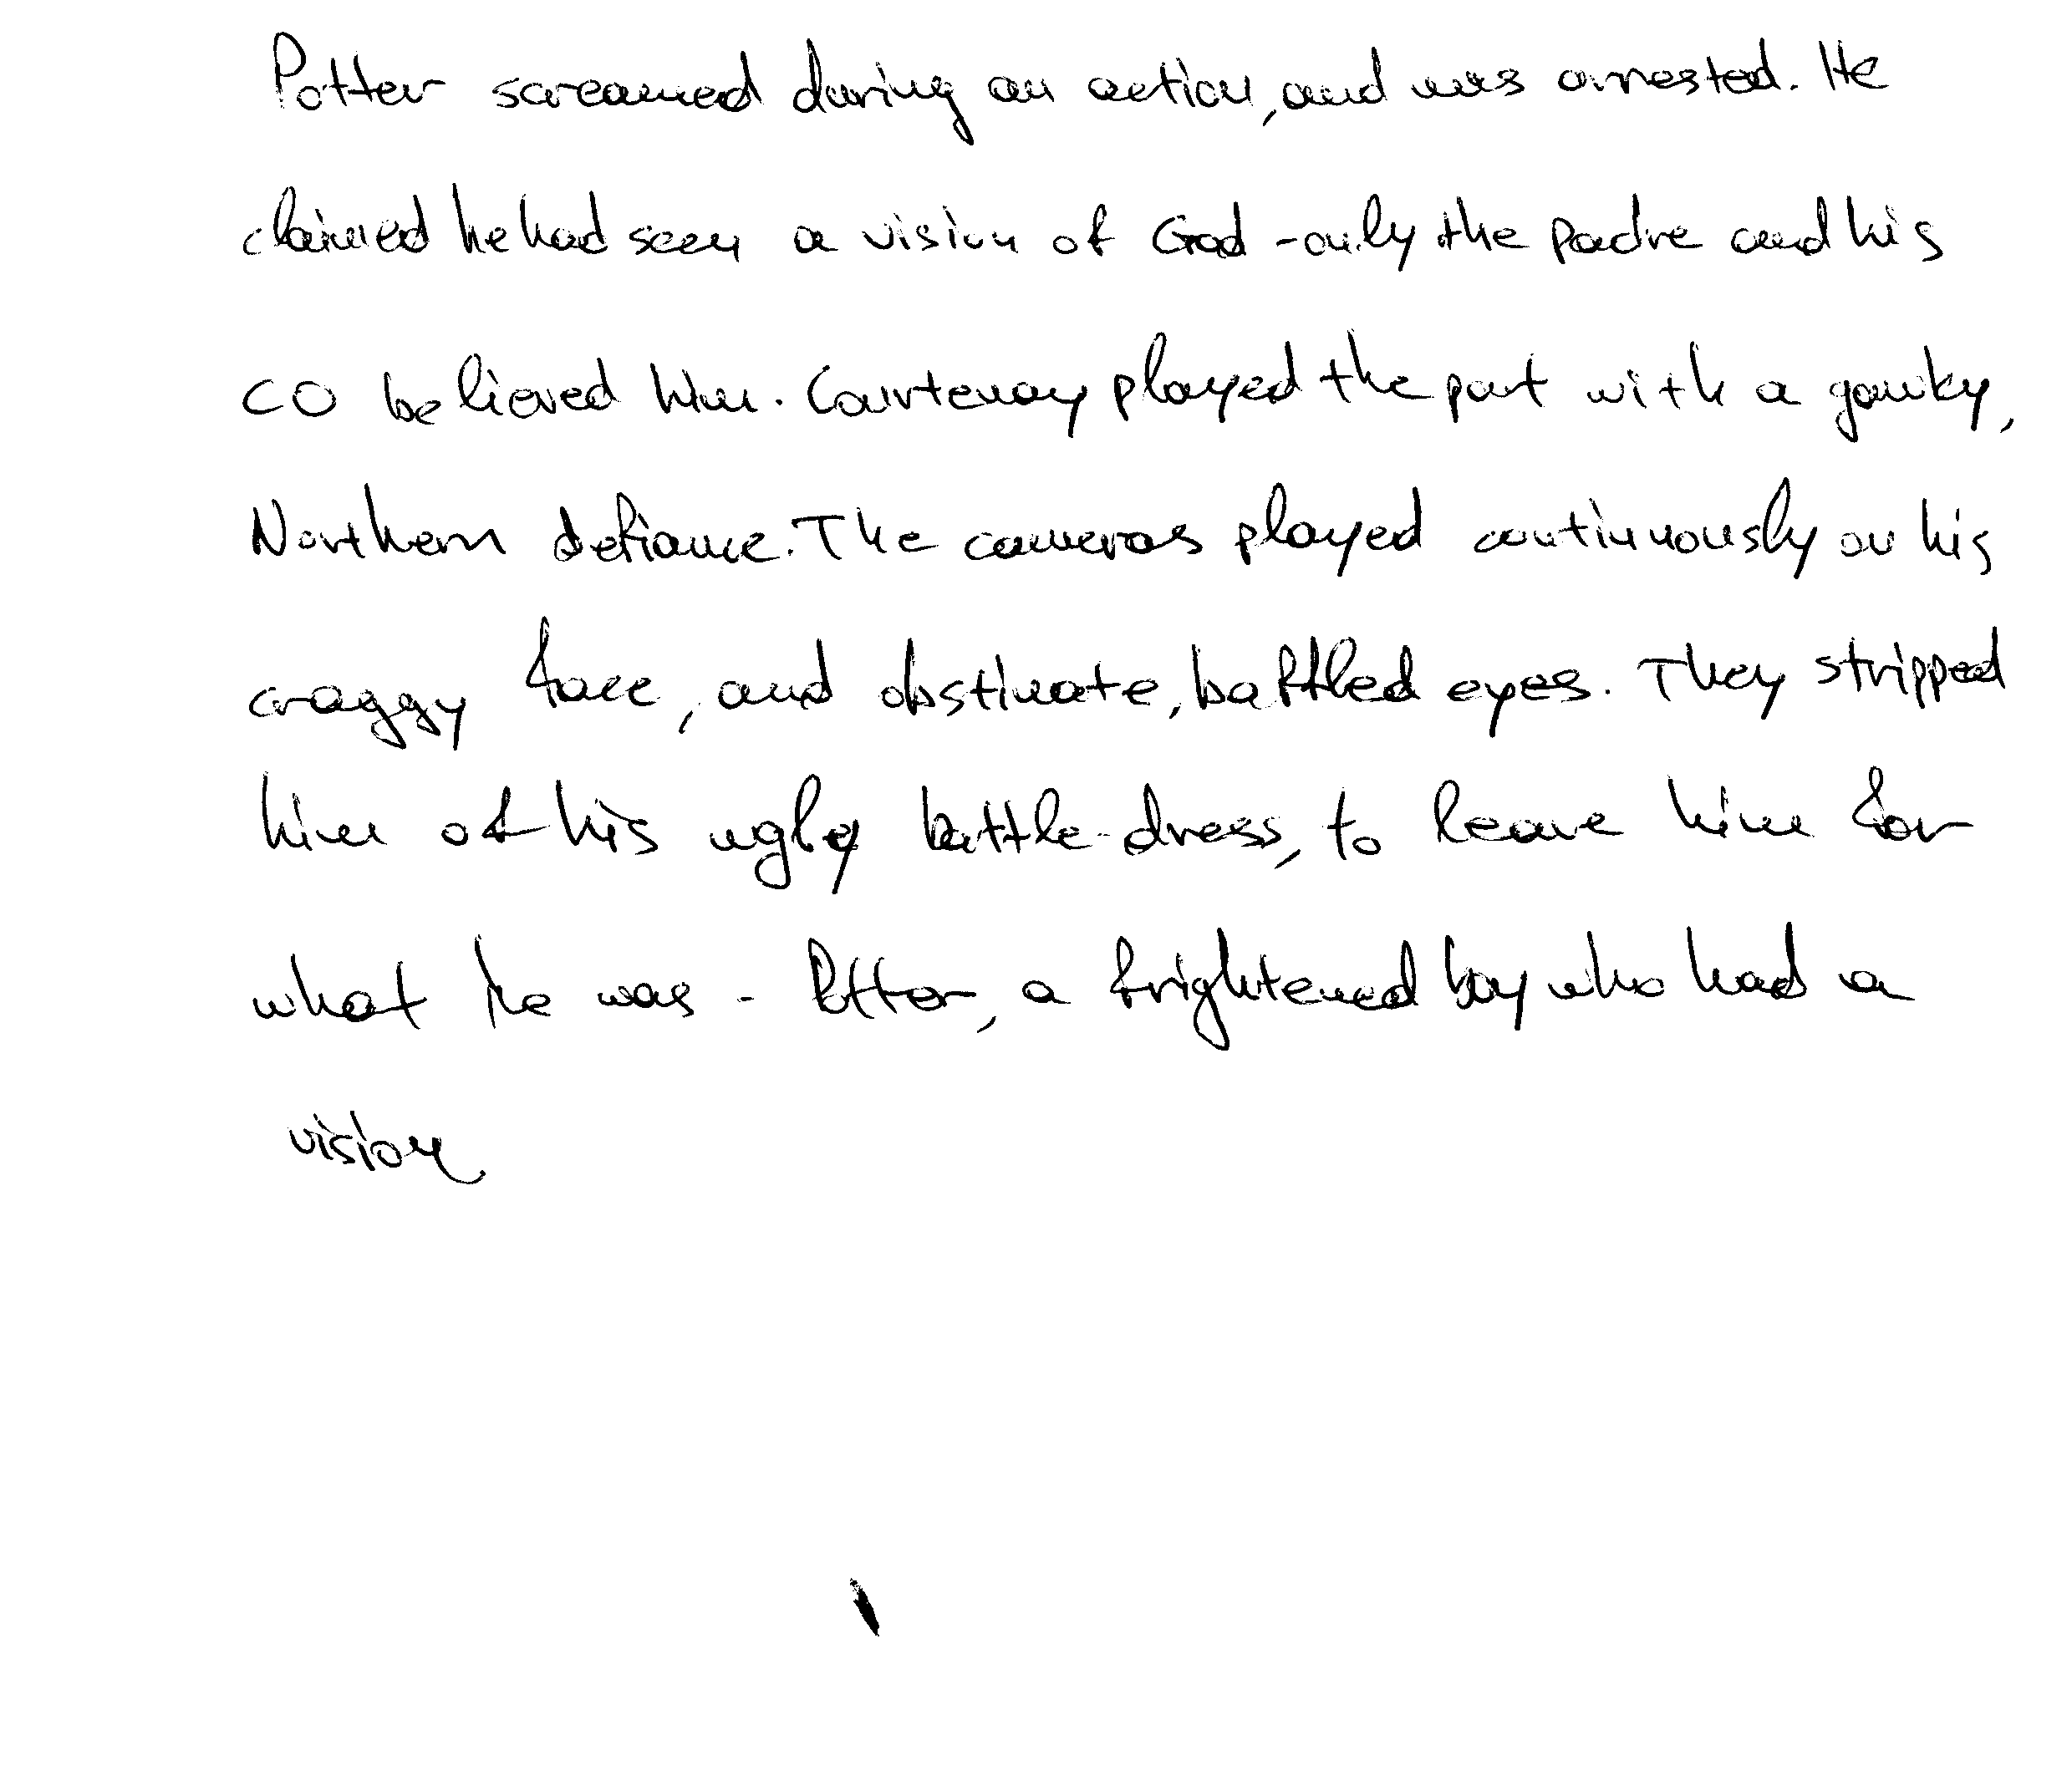 Potter screamed during an action, and was arrested. He
claimed he had seen a vision of God - only the padre and his
CO believed him. Courtenay played the part with a gawky,
Northern defiance. The cameras played continuously on his
craggy face, and obstinate, baffled eyes. They stripped
him of his ugly battle-dress, to leave him for
what he was - Potter, a frightened boy who had a
vision.